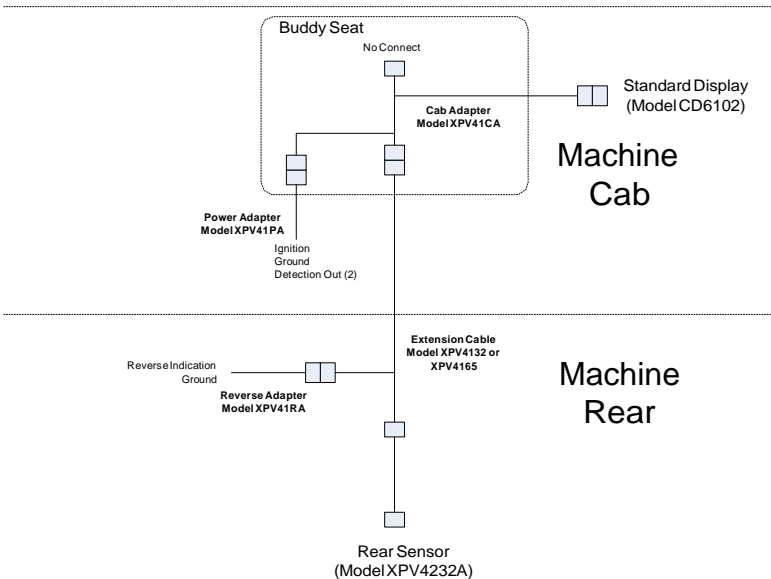 Buddy Seat
No Connect
Standard Display
(Model CD6102)
Cab Adapter
Model XPV41CA
Machine
Cab
Power Adapter
Model XPV41PA
Ignition
Ground
Detection Out (2)
Extension Cable
Model XPV4132 or
XPV4165
Reverse Indication
Ground
Reverse Adapter
Model XPV41RA
Machine
Rear
Rear Sensor
(Model XPV4232A)